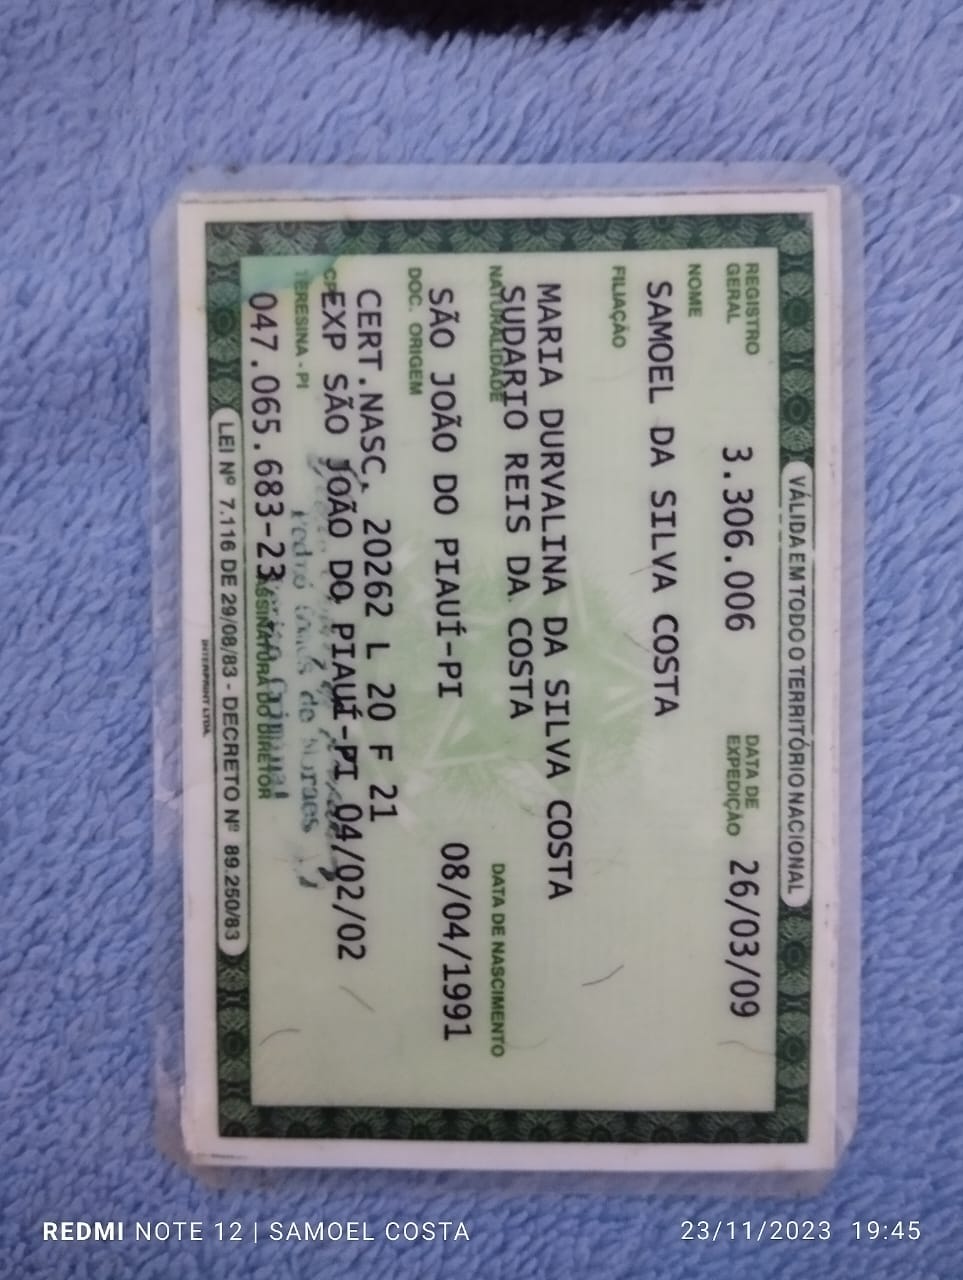 VÁLIDA EM TODO O TERRITÓRIO NACIONAL
REGISTRO GERAL 3.306.006 DATA DE EXPEDIÇÃO 26/03/09
NOME
SAMOEL DA SILVA COSTA
FILIAÇÃO
MARIA DURVALINA DA SILVA COSTA
SUDARIO REIS DA COSTA
NATURALIDADE DATA DE NASCIMENTO
SÃO JOÃO DO PIAUÍ-PI 08/04/1991
DOC. ORIGEM
CERT.NASC. 20262 L 20 F 21
EXP SÃO JOÃO DO PIAUÍ-PI 04/02/02
CPF
TERESINA - PI
047.065.683-23
ASSINATURA DO DIRETOR
LEI Nº 7.116 DE 29/08/83 - DECRETO Nº 89.250/83
INTERPRINT LTDA.
REDMI NOTE 12 | SAMOEL COSTA 23/11/2023 19:45